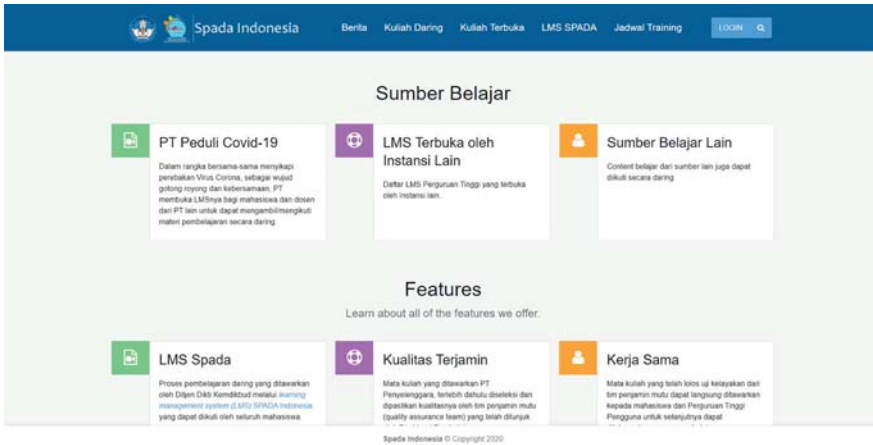 Spada Indonesia
Berita Kuliah Daring Kuliah Terbuka LMS SPADA Jadwal Training LOGIN
Sumber Belajar
PT Peduli Covid-19
Dalam rangka bersama-sama menyikapi
perebakan Virus Corona, sebagai wujud
gotong royong dan kebersamaan, PT
membuka LMSnya bagi mahasiswa dan dosen
dari PT lain untuk dapat mengambil/mengikuti
materi pembelajaran secara daring.
LMS Terbuka oleh
Instansi Lain
Daftar LMS Perguruan Tinggi yang terbuka
oleh Instansi lain.
Sumber Belajar Lain
Content belajar dari sumber lain juga dapat
diikuti secara daring
Features
Learn about all of the features we offer.
LMS Spada
Proses pembelajaran daring yang ditawarkan
oleh Ditjen Dikti Kemdikbud melalui learning
management system (LMS) SPADA Indonesia
yang dapat diikuti oleh seluruh mahasiswa.
Kualitas Terjamin
Mata kuliah yang ditawarkan PT
Penyelenggara, terlebih dahulu diseleksi dan
dipastikan kualitasnya oleh tim penjamin mutu
(quality assurance team) yang telah ditunjuk
Kerja Sama
Mata kuliah yang telah lolos uji kelayakan dari
tim penjamin mutu dapat langsung ditawarkan
kepada mahasiswa dari Perguruan Tinggi
Pengguna untuk selanjutnya dapat
Spada Indonesia © Copyright 2020